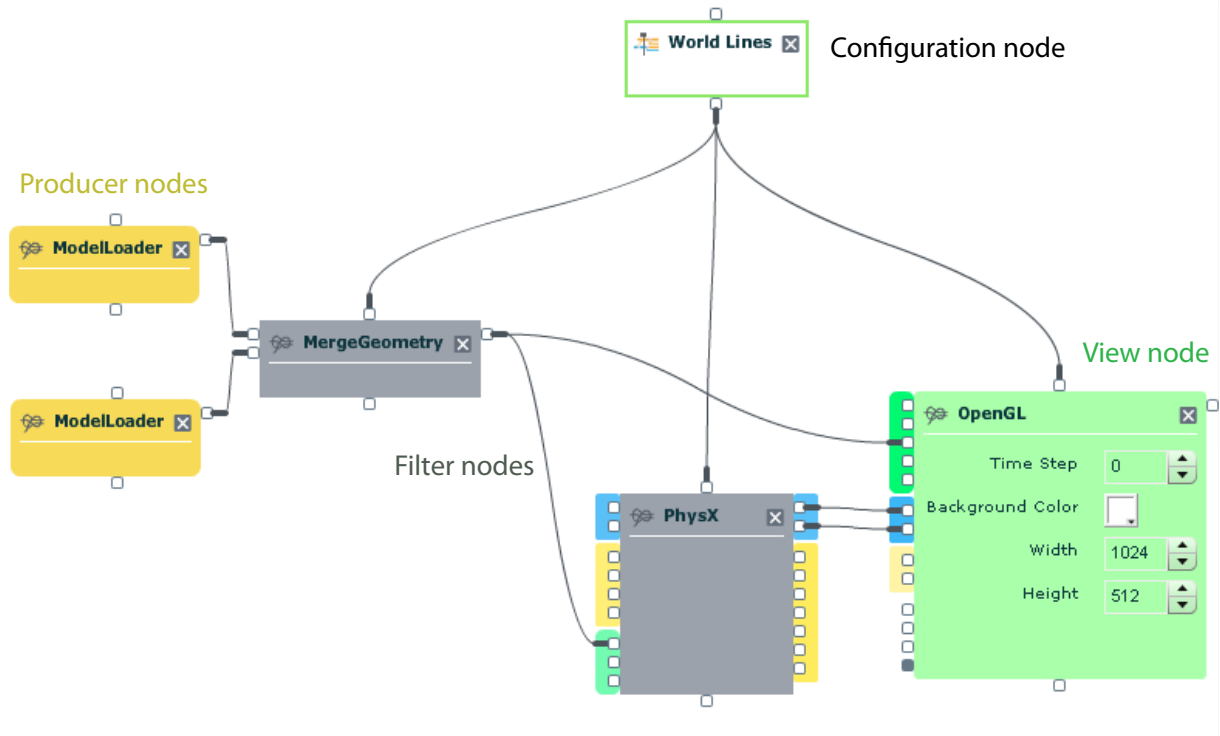 World Lines
Configuration node
Producer nodes
ModelLoader
MergeGeometry
View node
ModelLoader
OpenGL
Filter nodes
Time Step 0
PhysX
Background Color
Width 1024
Height 512